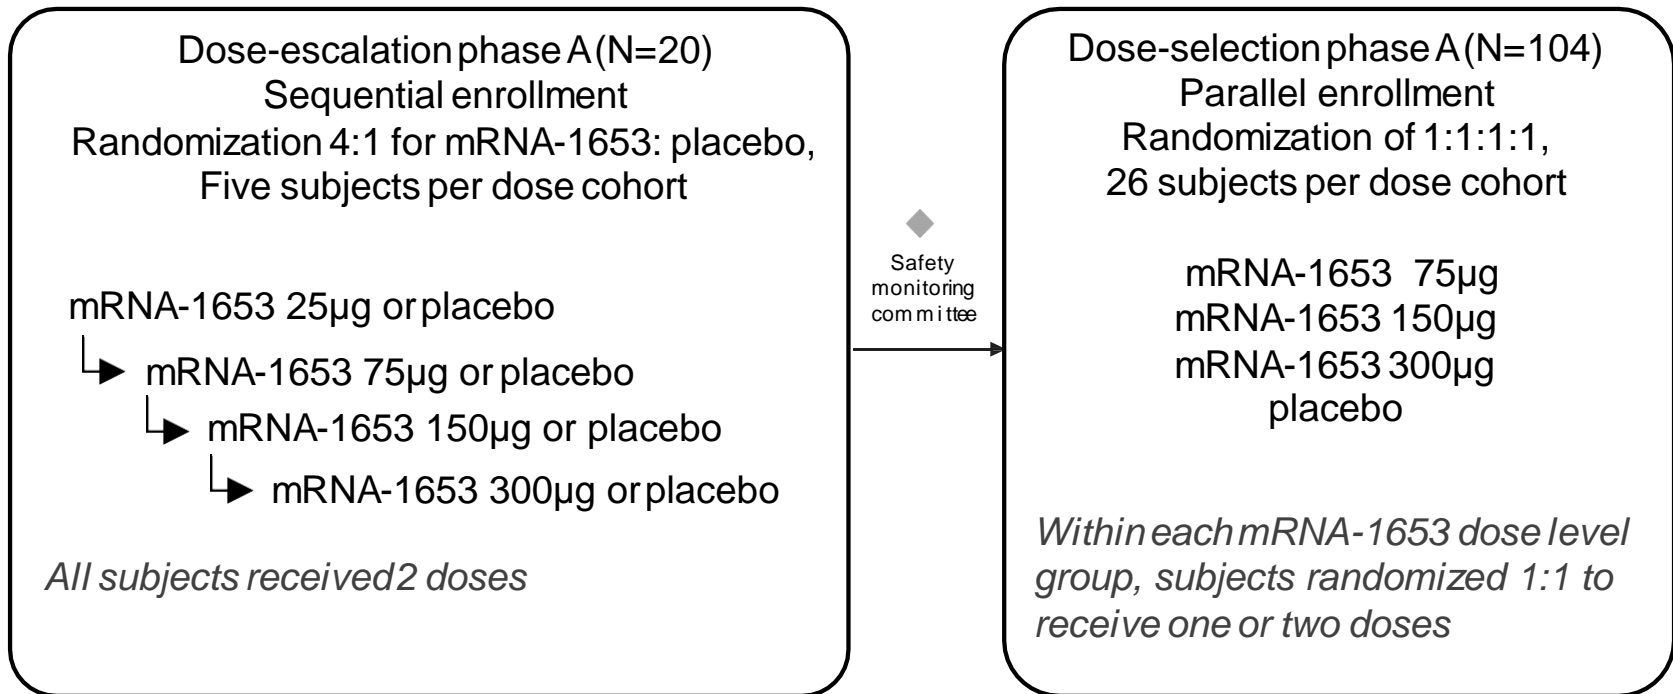 Dose-escalation phase A (N=20)
Sequential enrollment
Randomization 4:1 for mRNA-1653: placebo,
Five subjects per dose cohort
mRNA-1653 25µg or placebo
mRNA-1653 75µg or placebo
mRNA-1653 150µg or placebo
mRNA-1653 300µg or placebo
All subjects received 2 doses
Safety
monitoring
committee
Dose-selection phase A (N=104)
Parallel enrollment
Randomization of 1:1:1:1,
26 subjects per dose cohort
mRNA-1653 75µg
mRNA-1653 150µg
mRNA-1653 300µg
placebo
Within each mRNA-1653 dose level
group, subjects randomized 1:1 to
receive one or two doses